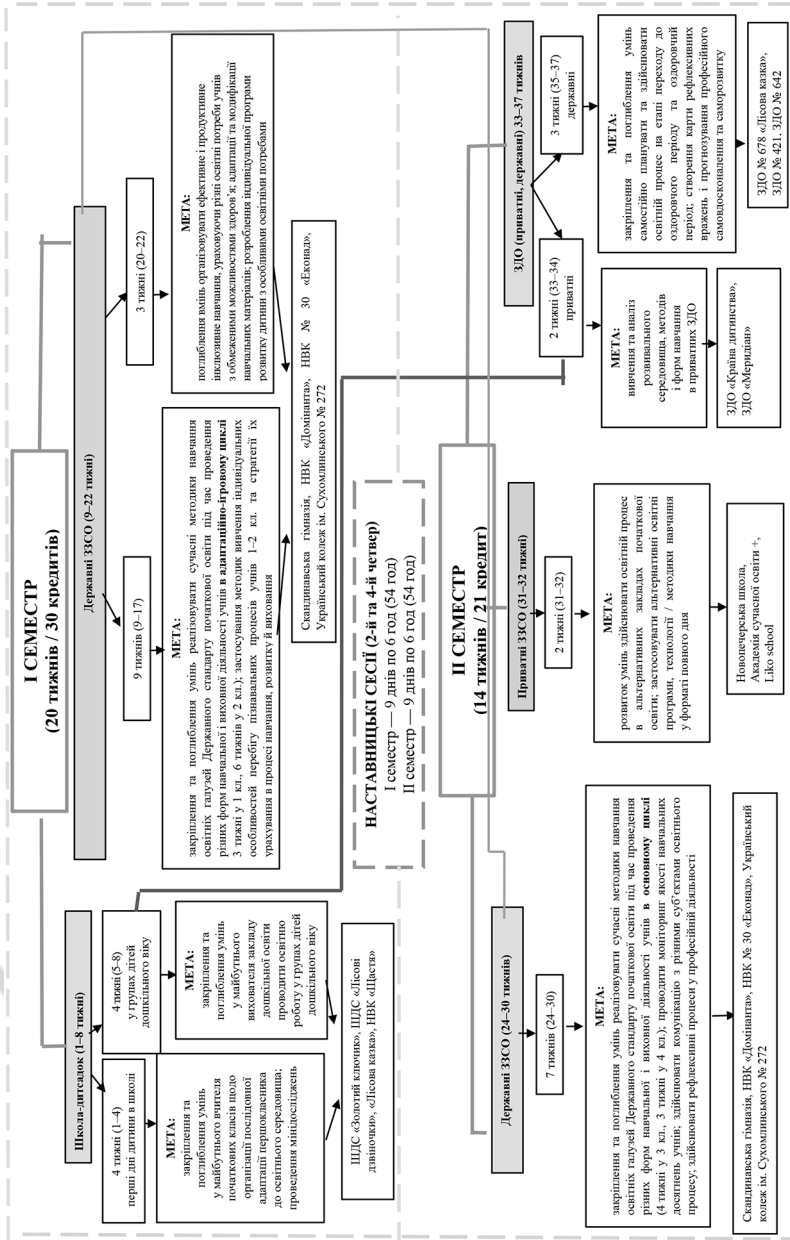 І СЕМЕСТР
(20 тижнів / 30 кредитів)
Школа-дитсадок (1–8 тижні)
4 тижні (1–4)
перші дні дитини в школі
МЕТА:
закріплення та
поглиблення умінь
у майбутнього вчителя
початкових класів щодо
організації послідовної
адаптації першокласника
до освітнього середовища;
проведення мінідосліджень
4 тижні (5–8)
у групах дітей
дошкільного віку
МЕТА:
закріплення та
поглиблення умінь
у майбутнього
вихователя закладу
дошкільної освіти
проводити освітню
роботу у групах дітей
дошкільного віку
ШДС «Золотий ключик», ШДС «Лісові
дзвіночки», «Лісова казка», НВК «Щастя»
Державні ЗЗСО (9–22 тижні)
9 тижнів (9–17)
МЕТА:
закріплення та поглиблення умінь реалізовувати сучасні методики навчання
освітніх галузей Державного стандарту початкової освіти під час проведення
різних форм навчальної і виховної діяльності учнів в адаптаційно-ігровому циклі
3 тижні у 1 кл., 6 тижнів у 2 кл.); застосування методик вивчення індивідуальних
особливостей перебігу пізнавальних процесів учнів 1–2 кл. та стратегії їх
урахування в процесі навчання, розвитку й виховання
3 тижні (20–22)
МЕТА:
поглиблення вмінь організовувати ефективне і продуктивне
інклюзивне навчання, ураховуючи різні освітні потреби учнів
з обмеженими можливостями здоров’я; адаптації та модифікації
навчальних матеріалів; розроблення індивідуальної програми
розвитку дитини з особливими освітніми потребами
Скандинавська гімназія, НВК «Домінанта», НВК № 30 «Еконад»,
Український колеж ім. Сухомлинського № 272
НАСТАВНИЦЬКІ СЕСІЇ (2-й та 4-й четвер)
І семестр — 9 днів по 6 год (54 год)
ІІ семестр — 9 днів по 6 год (54 год)
ІІ СЕМЕСТР
(14 тижнів / 21 кредит)
Державні ЗЗСО (24–30 тижнів)
7 тижнів (24–30)
МЕТА:
закріплення та поглиблення умінь реалізовувати сучасні методики навчання
освітніх галузей Державного стандарту початкової освіти під час проведення
різних форм навчальної і виховної діяльності учнів в основному циклі
(4 тижні у 3 кл., 3 тижні у 4 кл.); проводити моніторинг якості навчальних
досягнень учнів; здійснювати комунікацію з різними суб’єктами освітнього
процесу; здійснювати рефлексивні процеси у професійній діяльності
Скандинавська гімназія, НВК «Домінанта», НВК № 30 «Еконад», Український
колеж ім. Сухомлинського № 272
Приватні ЗЗСО (31–32 тижні)
2 тижні (31–32)
МЕТА:
розвиток умінь здійснювати освітній процес
в альтернативних закладах початкової
освіти; застосовувати альтернативні освітні
програми, технології / методики навчання
у форматі повного дня
Новопечерська школа,
Академія сучасної освіти +,
Liko school
ЗДО (приватні, державні) 33–37 тижнів
2 тижні (33–34)
приватні
МЕТА:
вивчення та аналіз
розвивального
середовища, методів
і форм навчання
в приватних ЗДО
ЗДО «Країна дитинства»,
ЗДО «Меридіан»
3 тижні (35–37)
державні
МЕТА:
закріплення та поглиблення умінь
самостійно планувати та здійснювати
освітній процес на етапі переходу до
оздоровчого періоду та оздоровчий
період; створення карти рефлексивних
вражень і прогнозування професійного
самовдосконалення та саморозвитку
ЗДО № 678 «Лісова казка»,
ЗДО № 421, ЗДО № 642